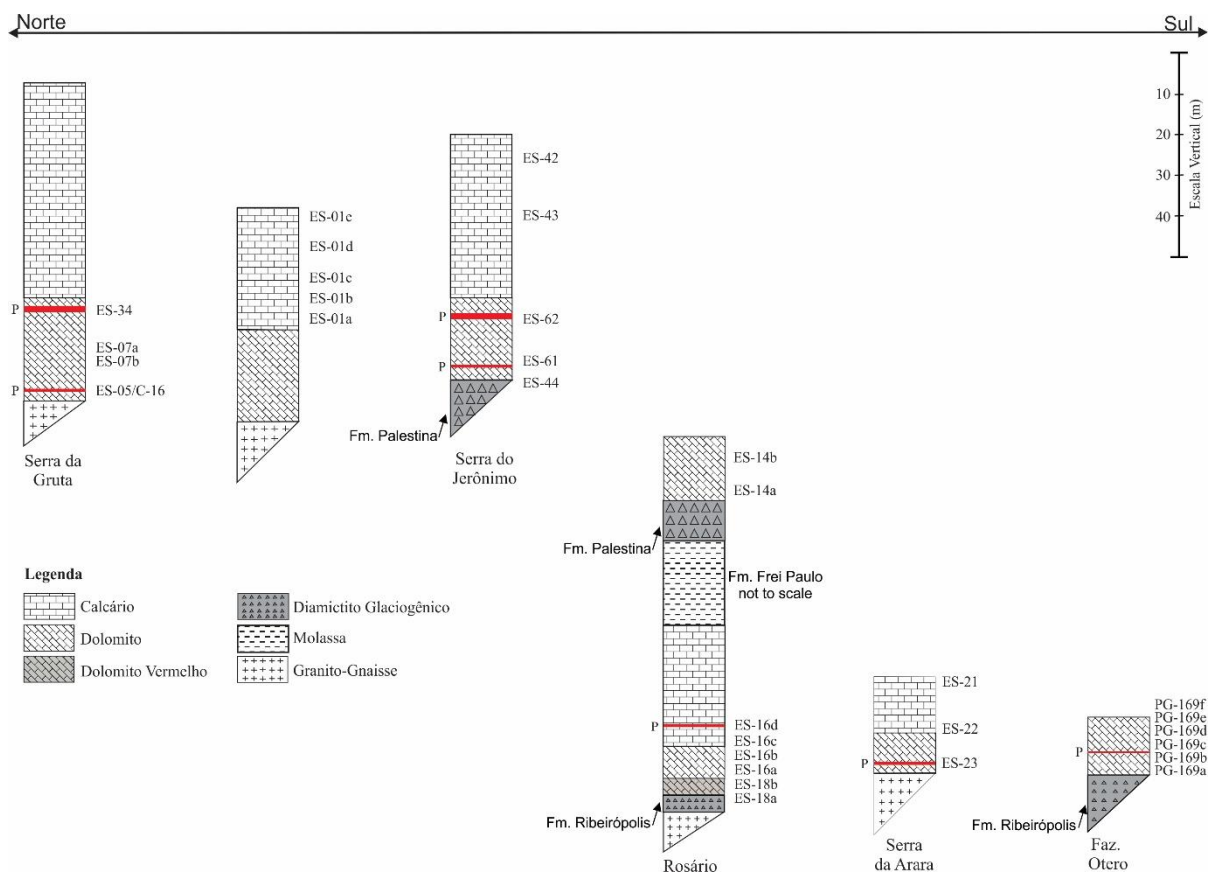 Norte
Sul
10
20
30
40
Escala Vertical (m)
P
ES-34
ES-07a
ES-07b
P
ES-05/C-16
Serra da
Gruta
ES-01e
ES-01d
ES-01c
ES-01b
ES-01a
ES-42
ES-43
P
ES-62
P
ES-61
ES-44
Fm. Palestina
Serra do
Jerônimo
ES-14b
ES-14a
Fm. Palestina
Fm. Frei Paulo
not to scale
P
ES-16d
ES-16c
ES-16b
ES-16a
ES-18b
ES-18a
Fm. Ribeirópolis
Rosário
ES-21
ES-22
P
ES-23
Serra
da Arara
PG-169f
PG-169e
PG-169d
PG-169c
PG-169b
PG-169a
P
Fm. Ribeirópolis
Faz.
Otero
Legenda
Calcário
Dolomito
Dolomito Vermelho
Diamictito Glaciogênico
Molassa
Granito-Gnaisse